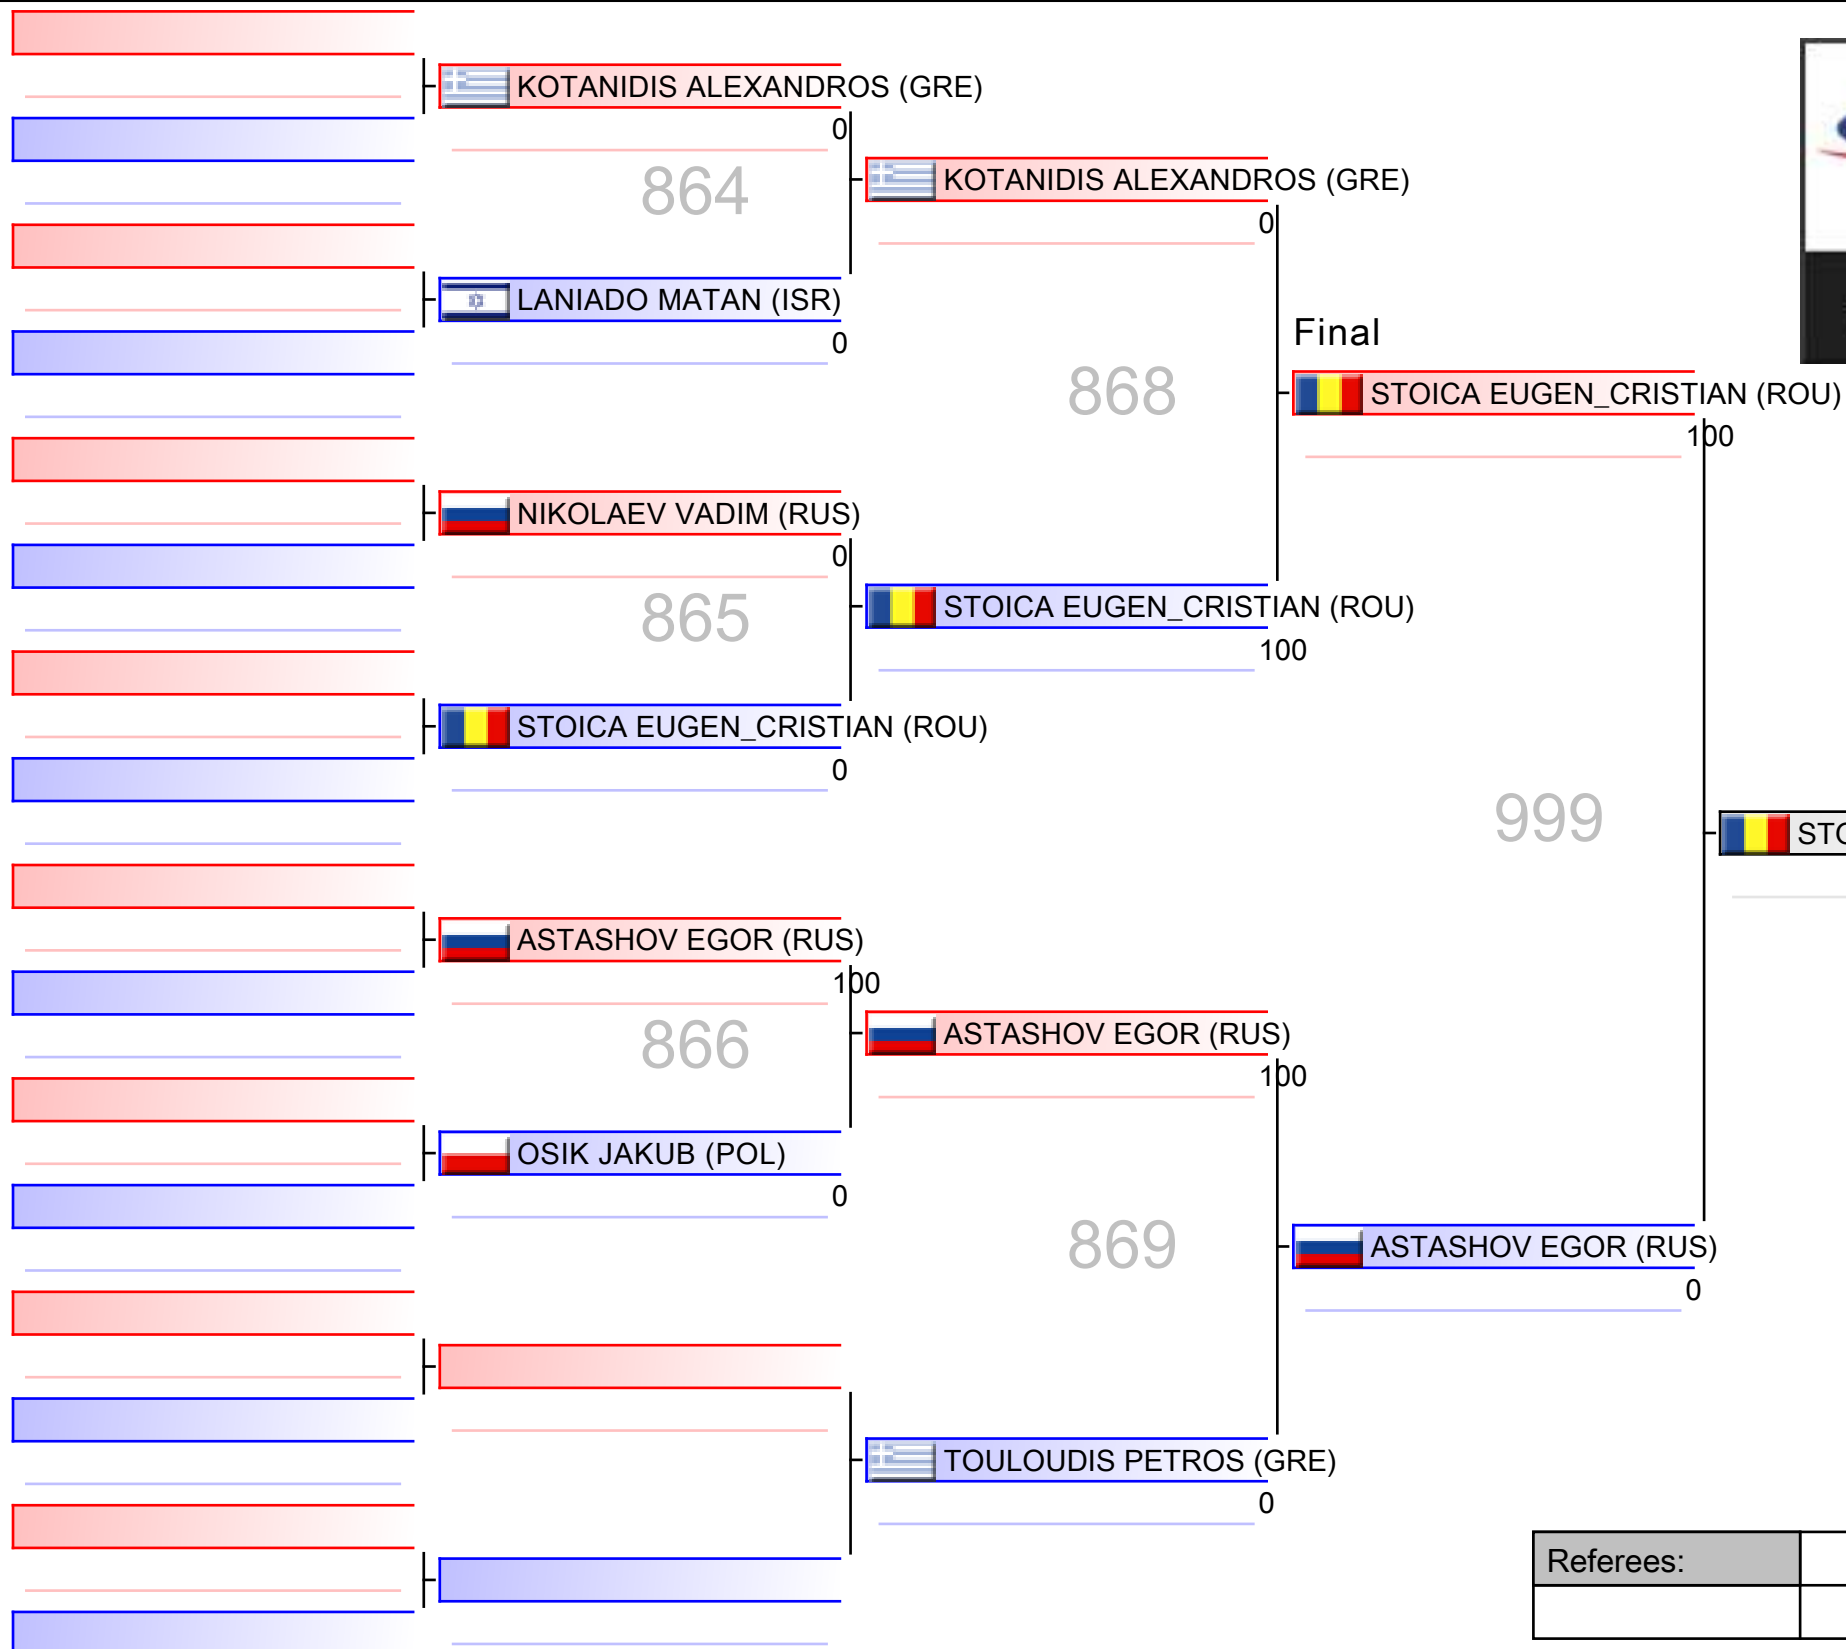 KOTANIDIS ALEXANDROS (GRE)
0
864
KOTANIDIS ALEXANDROS (GRE)
0
LANIADO MATAN (ISR)
0
Final
868
STOICA EUGEN_CRISTIAN (ROU)
100
NIKOLAEV VADIM (RUS)
0
865
STOICA EUGEN_CRISTIAN (ROU)
100
STOICA EUGEN_CRISTIAN (ROU)
0
999
STO
ASTASHOV EGOR (RUS)
100
866
ASTASHOV EGOR (RUS)
100
OSIK JAKUB (POL)
0
869
ASTASHOV EGOR (RUS)
0
TOULOUDIS PETROS (GRE)
0
Referees: